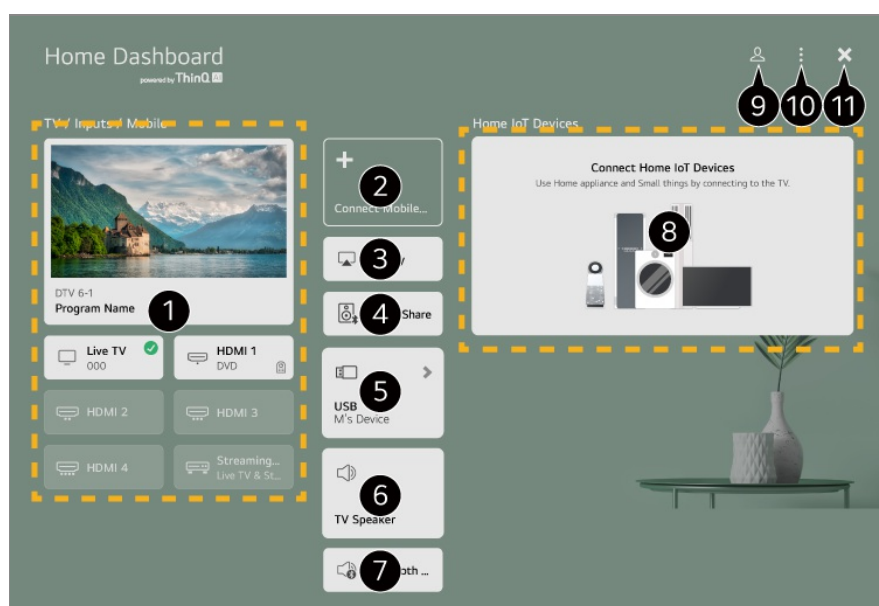 Home Dashboard
powered by ThinQ AI
9
10
11
TV / Inputs / Mobile
Home IoT Devices
DTV 6-1
Program Name
1
Live TV
000
HDMI 1
DVD
HDMI 2
HDMI 3
HDMI 4
Streaming...
Live TV & St...
2
Connect Mobile...
3
4
Share
5
USB
M's Device
6
TV Speaker
7
Connect Home IoT Devices
Use Home appliance and Small things by connecting to the TV.
8